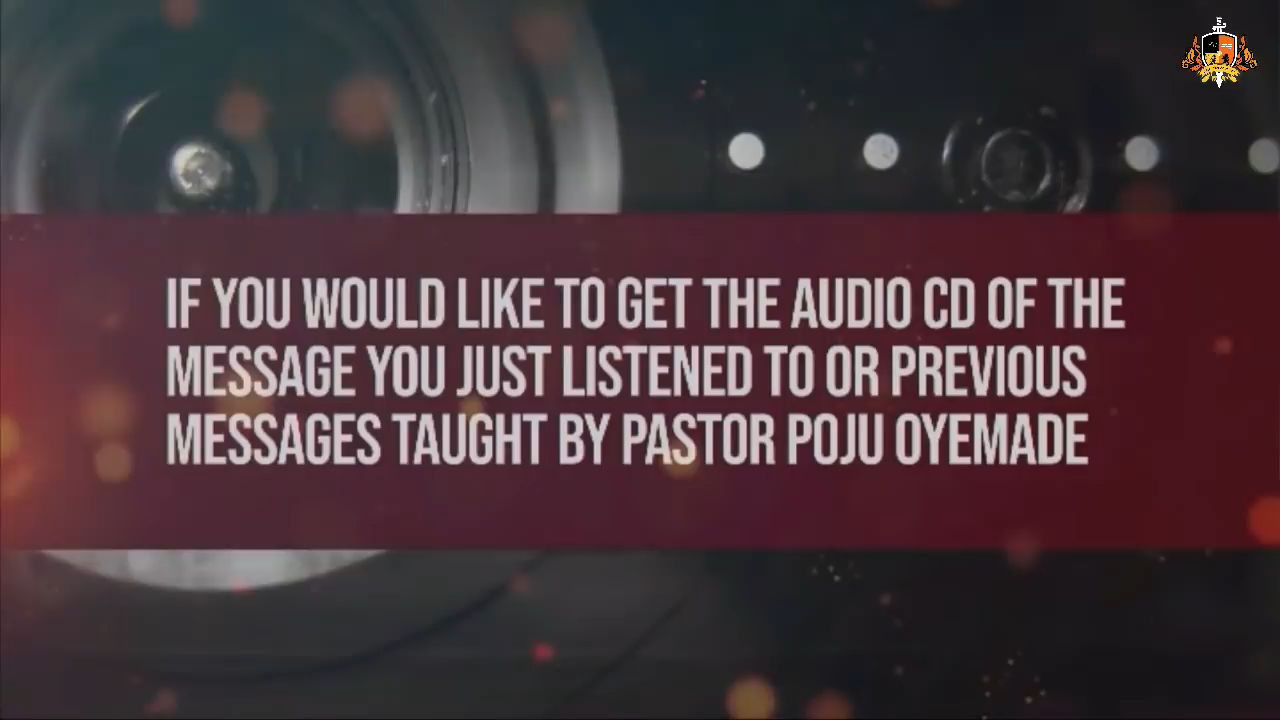 IF YOU WOULD LIKE TO GET THE AUDIO CD OF THE
MESSAGE YOU JUST LISTENED TO OR PREVIOUS
MESSAGES TAUGHT BY PASTOR POJU OYEMADE